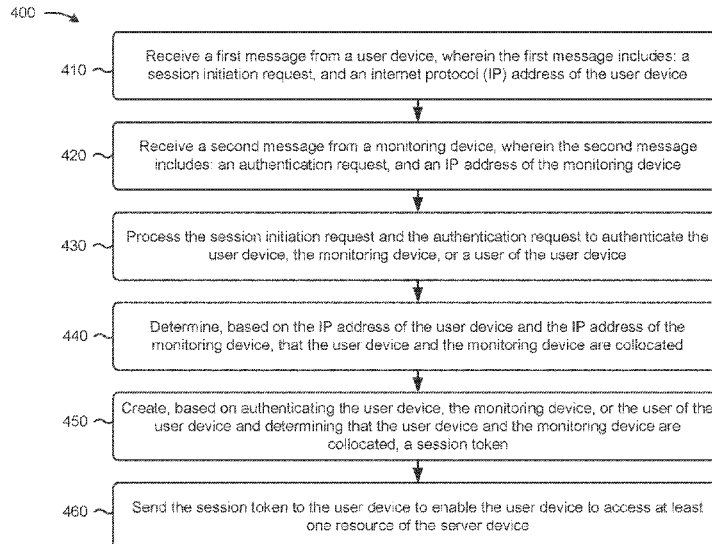 400
410
Receive a first message from a user device, wherein the first message includes: a
session initiation request, and an internet protocol (IP) address of the user device
420
Receive a second message from a monitoring device, wherein the second message
includes: an authentication request, and an IP address of the monitoring device
430
Process the session initiation request and the authentication request to authenticate the
user device, the monitoring device, or a user of the user device
440
Determine, based on the IP address of the user device and the IP address of the
monitoring device, that the user device and the monitoring device are collocated
450
Create, based on authenticating the user device, the monitoring device, or the user of the
user device and determining that the user device and the monitoring device are
collocated, a session token
460
Send the session token to the user device to enable the user device to access at least
one resource of the server device